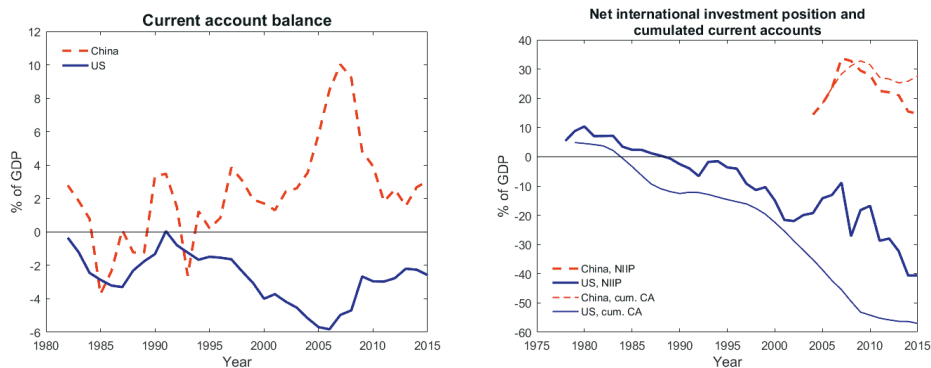 Current account balance
12
10
8
6
4
2
0
-2
-4
-6
% of GDP
China
US
1980 1985 1990 1995 2000 2005 2010 2015
Year
Net international investment position and
cumulated current accounts
40
30
20
10
0
-10
-20
-30
-40
-50
-60
% of GDP
China, NIIP
US, NIIP
China, cum. CA
US, cum. CA
1975 1980 1985 1990 1995 2000 2005 2010 2015
Year